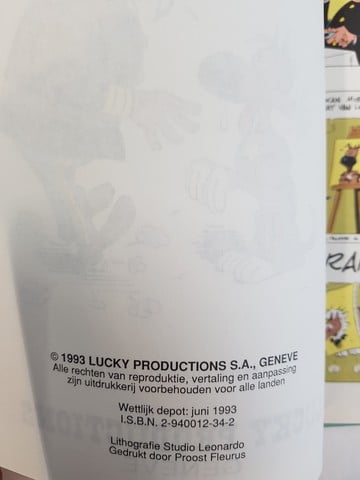 © 1993 LUCKY PRODUCTIONS S.A., GENEVE
Alle rechten van reproduktie, vertaling en aanpassing
zijn uitdrukkerij voorbehouden voor alle landen
Wettlijk depot: juni 1993
I.S.B.N. 2-940012-34-2
Lithografie Studio Leonardo
Gedrukt door Proost Fleurus